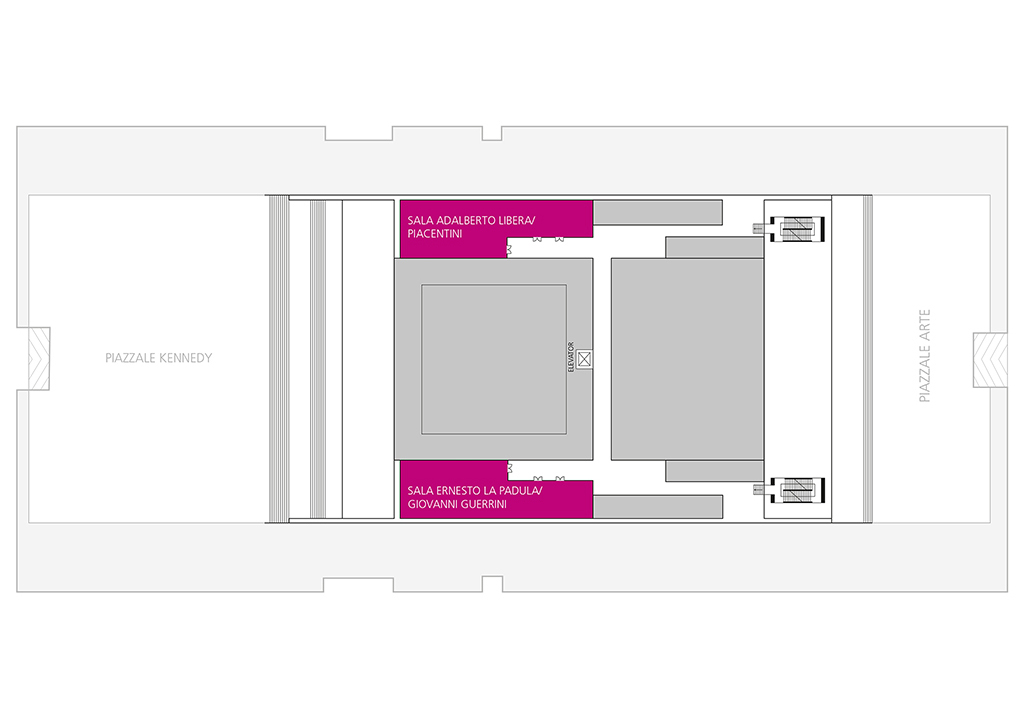 SALA ADALBERTO LIBERA/
PIACENTINI
PIAZZALE KENNEDY
ELEVATOR
PIAZZALE ARTE
SALA ERNESTO LA PADULA/
GIOVANNI GUERRINI